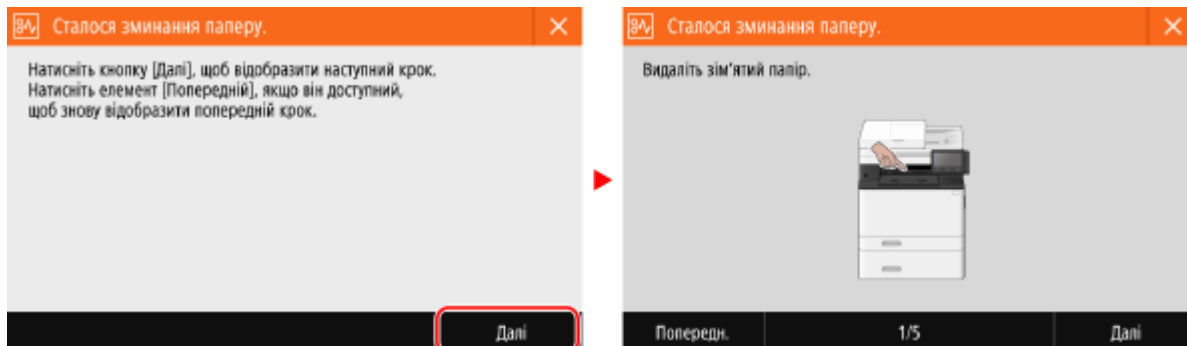 Сталося зминання паперу.
Натисніть кнопку [Далі], щоб відобразити наступний крок.
Натисніть елемент [Попередній], якщо він доступний,
щоб знову відобразити попередній крок.
Далі
Сталося зминання паперу.
Видаліть зім'ятий папір.
Попередн.
1/5
Далі